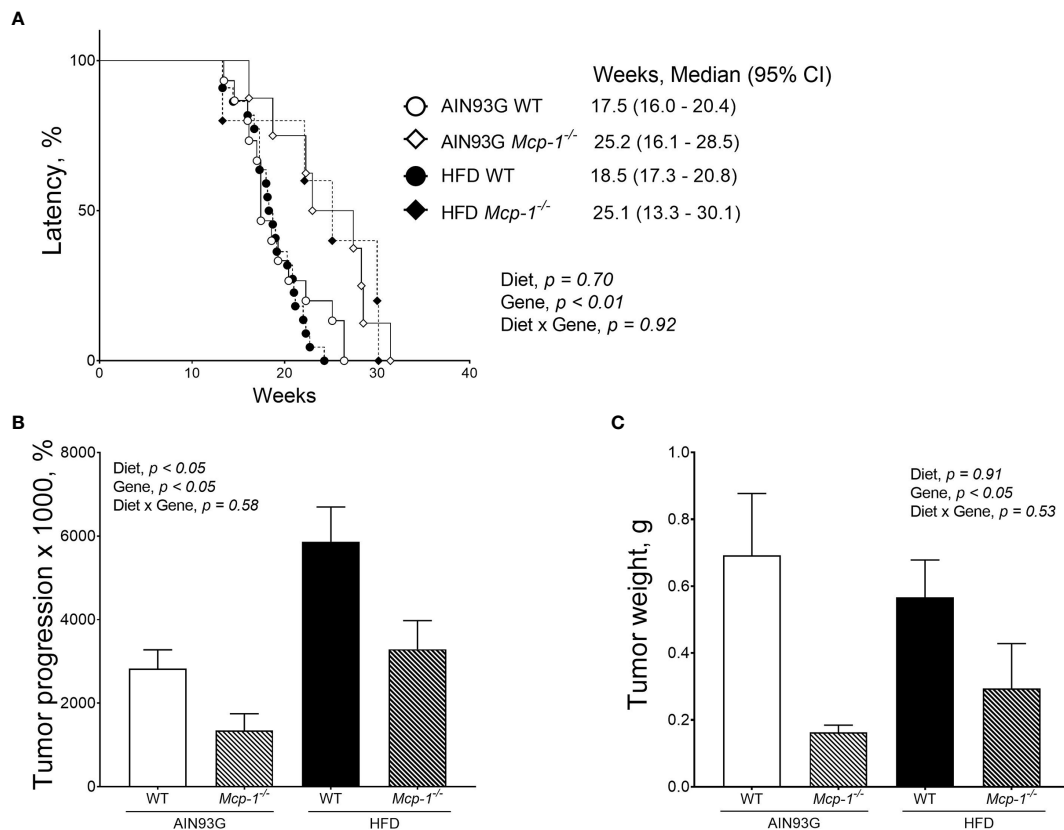 A
Latency, %
100
50
0
0 10 20 30 40
Weeks
Weeks, Median (95% CI)
AIN93G WT 17.5 (16.0 - 20.4)
AIN93G Mcp-1-/- 25.2 (16.1 - 28.5)
HFD WT 18.5 (17.3 - 20.8)
HFD Mcp-1-/- 25.1 (13.3 - 30.1)
Diet, p = 0.70
Gene, p < 0.01
Diet x Gene, p = 0.92
B
Tumor progression x 1000, %
8000
6000
4000
2000
0
Diet, p < 0.05
Gene, p < 0.05
Diet x Gene, p = 0.58
WT Mcp-1-/- WT Mcp-1-/-
AIN93G HFD
C
Tumor weight, g
1.0
0.8
0.6
0.4
0.2
0.0
Diet, p = 0.91
Gene, p < 0.05
Diet x Gene, p = 0.53
WT Mcp-1-/- WT Mcp-1-/-
AIN93G HFD